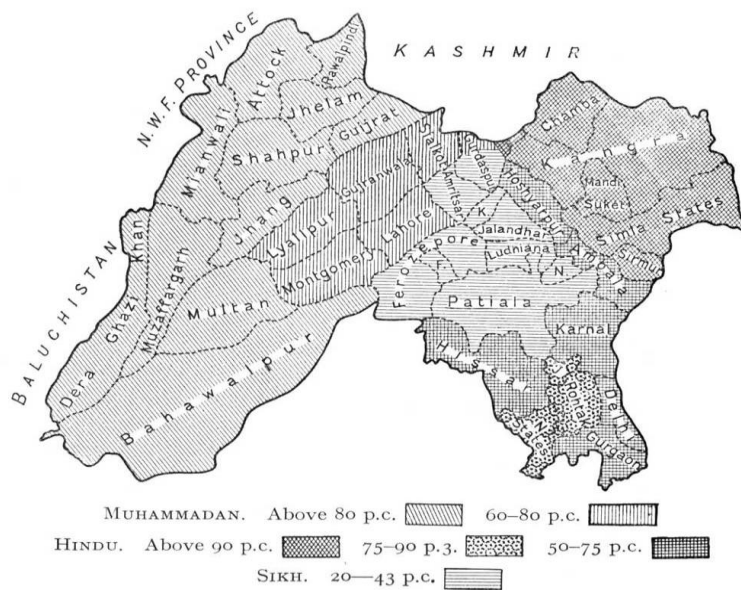 KASHMIR
N.W.F. PROVINCE
BALUCHISTAN
Rawalpindi
Attock
Jhelam
Gujrat
Mianwali
Shahpur
Chamba
Kangra
Sialkot
Gurdaspur
Gujranwala
Amritsar
Hoshyarpur
Mandi
Suket
Jhang
Lyallpur
Lahore
K.
Jalandhar
Simla States
Khan
Montgomery
Ferozepore
F.
Ludhiana
N.
Ambala
Sirmur
Dera Ghazi
Muzaffargarh
Multan
Patiala
Karnal
Bahawalpur
Hissar
J.
Rohtak
Delhi
N.
States
Gurgaon
MUHAMMADAN. Above 80 p.c. 60–80 p.c.
HINDU. Above 90 p.c. 75–90 p.3. 50–75 p.c.
SIKH. 20—43 p.c.